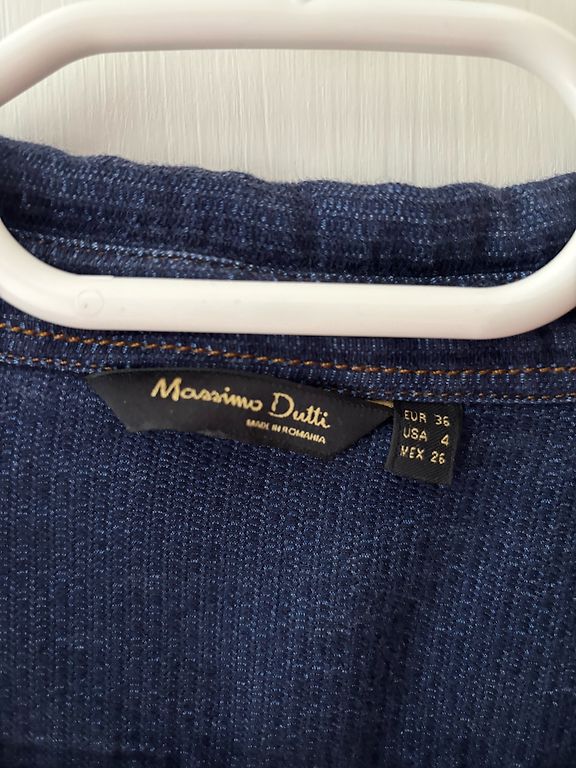 Massimo Dutti
MADE IN ROMANIA
EUR 36
USA 4
MEX 26